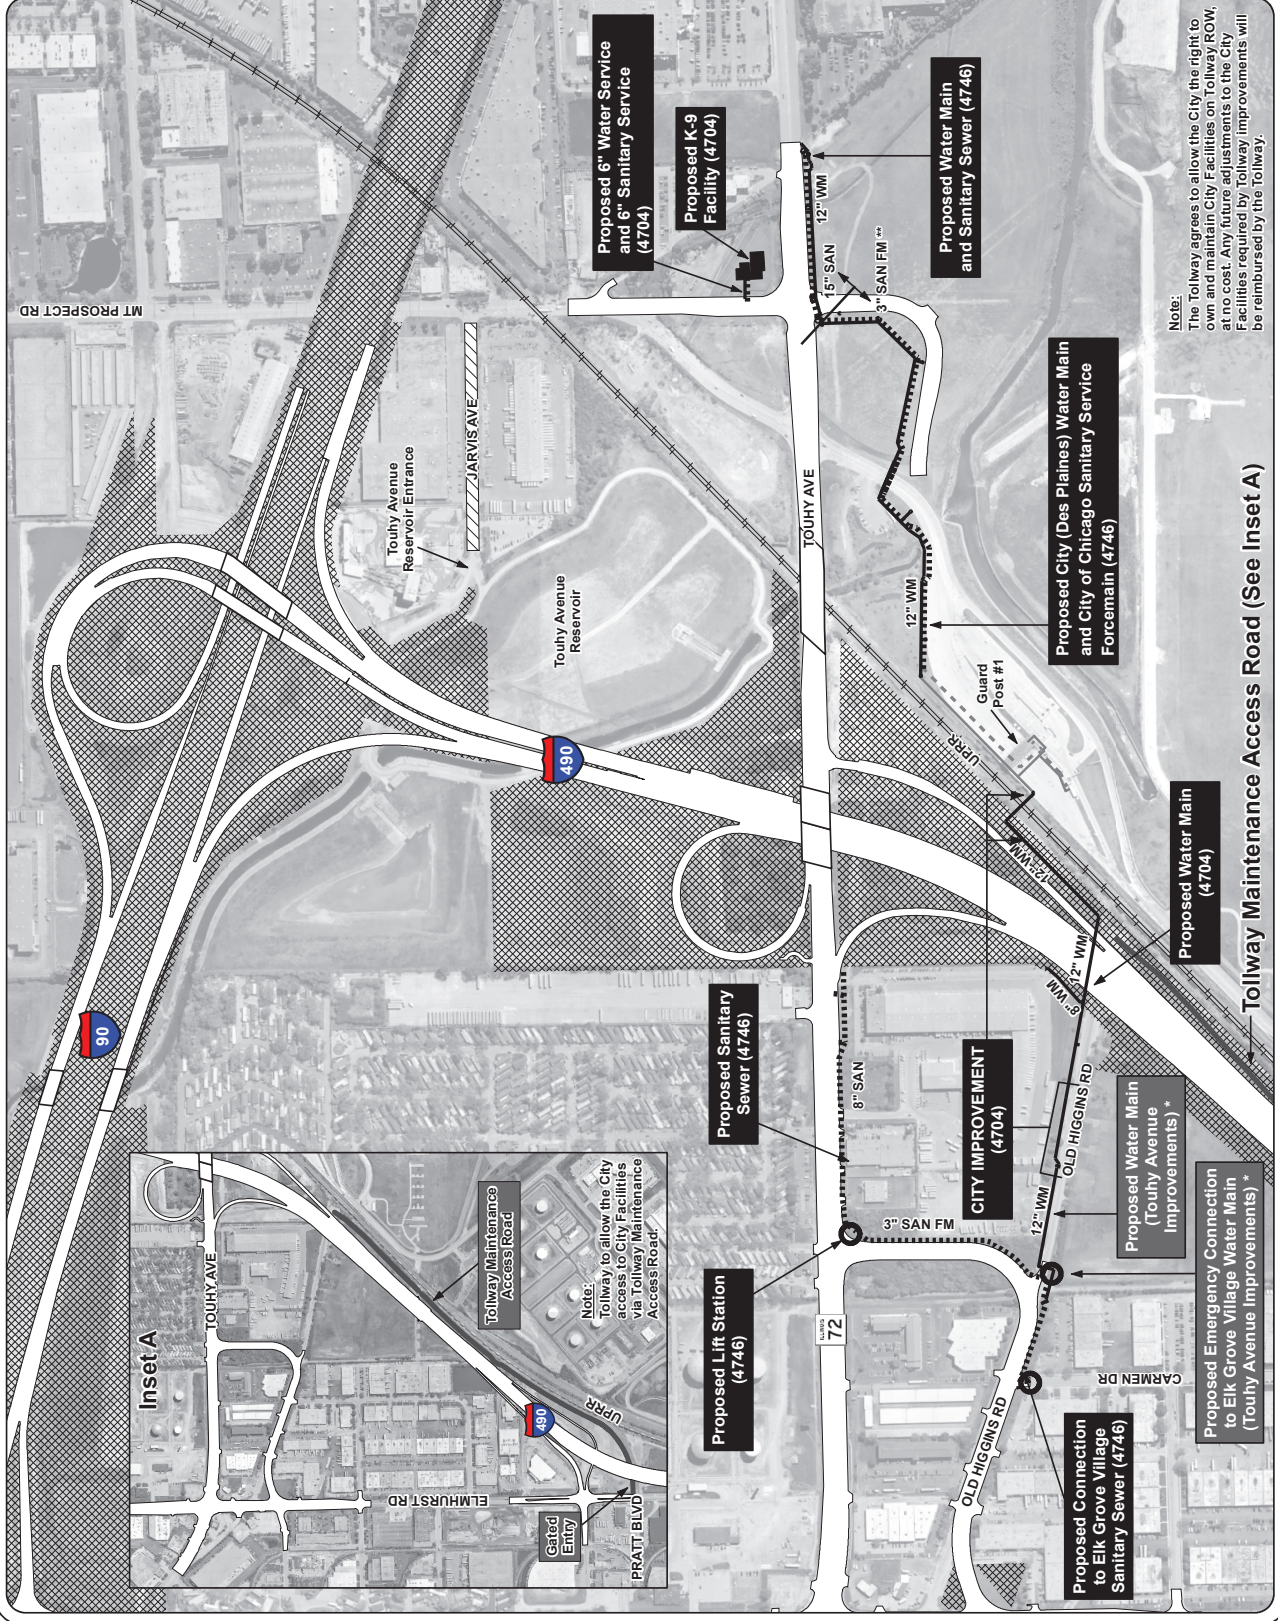 MT PROSPECT RD
Proposed 6" Water Service
and 6" Sanitary Service
(4704)
Proposed K-9
Facility (4704)
12" WM
Proposed Water Main
and Sanitary Sewer (4746)
15" SAN
3" SAN FM **
Note:
The Tollway agrees to allow the City the right to
own and maintain City Facilities on Tollway ROW,
at no cost. Any future adjustments to the City
Facilities required by Tollway improvements will
be reimbursed by the Tollway.
JARVIS AVE
Touhy Avenue
Reservoir Entrance
Touhy Avenue
Reservoir
TOUHY AVE
12" WM
Proposed City (Des Plaines) Water Main
and City of Chicago Sanitary Service
Forcemain (4746)
Guard
Post #1
UPRR
490
12" WM
Proposed Water Main
(4704)
Tollway Maintenance Access Road (See Inset A)
90
12" WM
8" WM
Proposed Sanitary
Sewer (4746)
8" SAN
CITY IMPROVEMENT
(4704)
OLD HIGGINS RD
Proposed Water Main
(Touhy Avenue
Improvements) *
12" WM
3" SAN FM
Proposed Emergency Connection
to Elk Grove Village Water Main
(Touhy Avenue Improvements) *
Proposed Lift Station
(4746)
ILLINOIS
72
CARMEN DR
OLD HIGGINS RD
Proposed Connection
to Elk Grove Village
Sanitary Sewer (4746)
Inset A
TOUHY AVE
Tollway Maintenance
Access Road
Note:
Tollway to allow the City
access to City Facilities
via Tollway Maintenance
Access Road.
UPRR
490
ELMHURST RD
Gated
Entry
PRATT BLVD